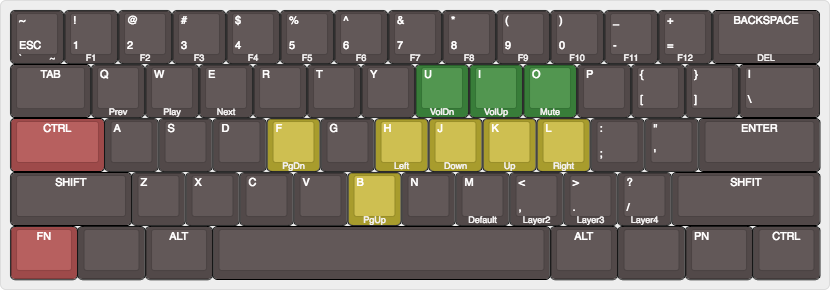 ~ ! @ # $ % ^ & * ( ) _ + BACKSPACE
ESC 1 2 3 4 5 6 7 8 9 0 - =
` ~ F1 F2 F3 F4 F5 F6 F7 F8 F9 F10 F11 F12 DEL
TAB Q W E R T Y U I O P { } |
[ ] \
Prev Play Next VolDn VolUp Mute
CTRL A S D F G H J K L : " ENTER
; '
PgDn Left Down Up Right
SHIFT Z X C V B N M < > ? SHFIT
, . /
PgUp Default Layer2 Layer3 Layer4
FN ALT ALT PN CTRL